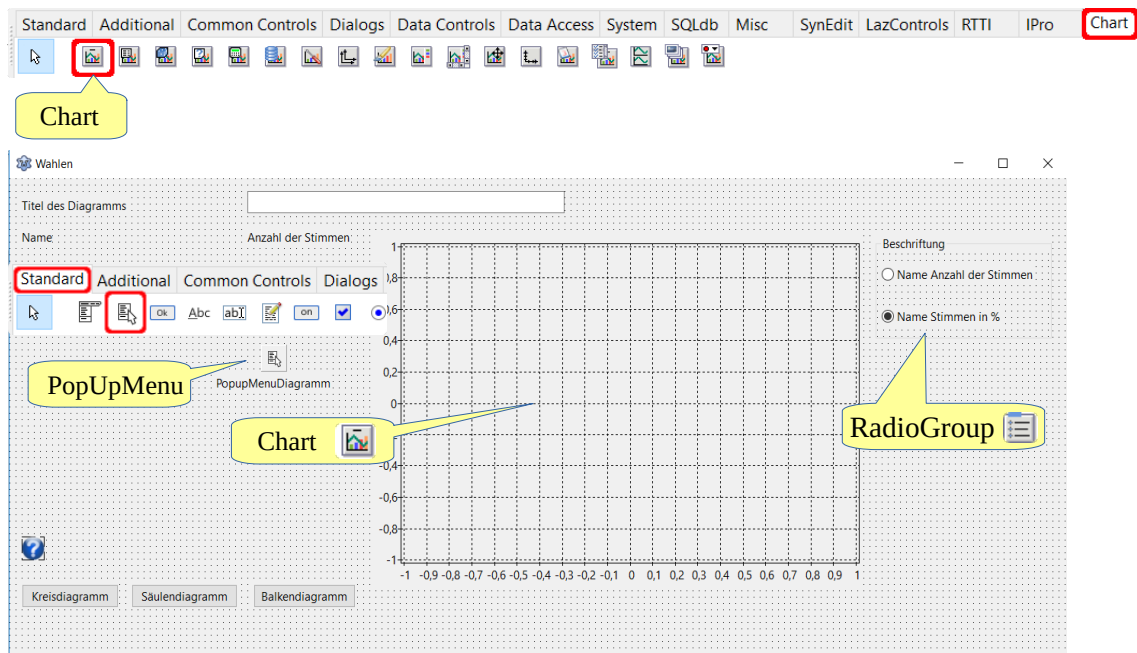 Standard Additional Common Controls Dialogs Data Controls Data Access System SQLdb Misc SynEdit LazControls RTTI IPro Chart
Chart
Wahlen
Titel des Diagramms
Name Anzahl der Stimmen
Beschriftung
Name Anzahl der Stimmen
Name Stimmen in %
Standard Additional Common Controls Dialogs
Ok Abc abI on
PopUpMenu
PopupMenuDiagramm
Chart
RadioGroup
1
0,8
0,6
0,4
0,2
0
-0,4
-0,6
-0,8
-1
-1 -0,9 -0,8 -0,7 -0,6 -0,5 -0,4 -0,3 -0,2 -0,1 0 0,1 0,2 0,3 0,4 0,5 0,6 0,7 0,8 0,9 1
?
Kreisdiagramm Säulendiagramm Balkendiagramm